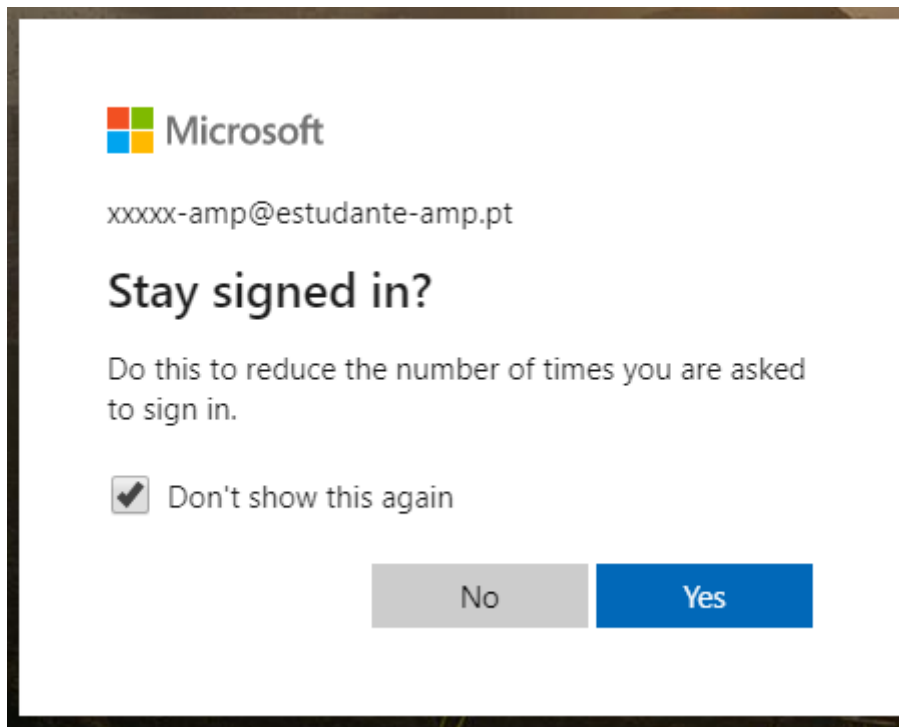 Microsoft
xxxxx-amp@estudante-amp.pt
Stay signed in?
Do this to reduce the number of times you are asked
to sign in.
Don't show this again
No
Yes